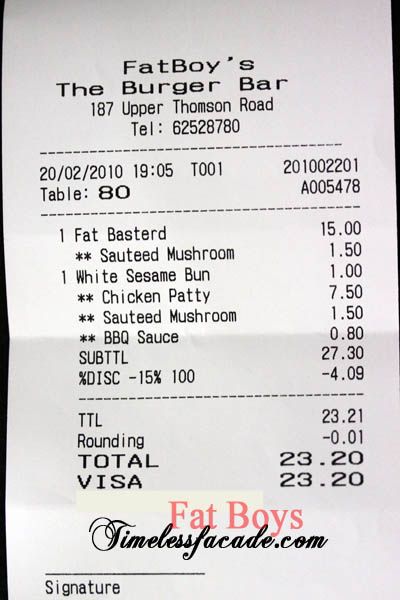 FatBoy's
The Burger Bar
187 Upper Thomson Road
Tel: 62528780
20/02/2010 19:05 T001 201002201
Table: 80 A005478
1 Fat Basterd 15.00
** Sauteed Mushroom 1.50
1 White Sesame Bun 1.00
** Chicken Patty 7.50
** Sauteed Mushroom 1.50
** BBQ Sauce 0.80
SUBTTL 27.30
%DISC -15% 100 -4.09
TTL 23.21
Rounding -0.01
TOTAL 23.20
VISA 23.20
Fat Boys
Timelessfacade.com
Signature